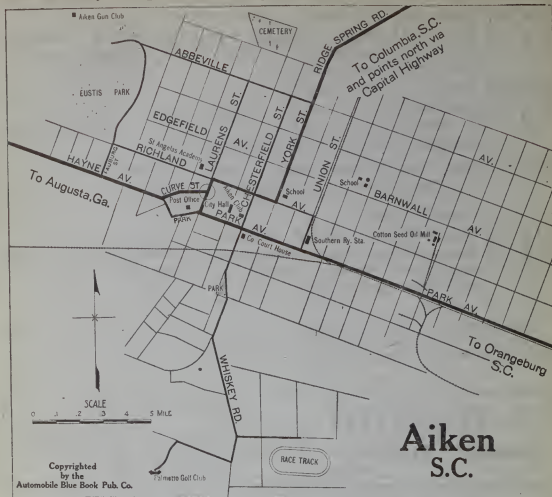 Aiken Gun Club
CEMETERY
RIDGE SPRING RD.
To Columbia, S.C.
and points north via
Capital Highway
ABBEVILLE
EUSTIS PARK
EDGEFIELD
AV.
LAURENS ST.
CHESTERFIELD ST.
YORK ST.
UNION ST.
AV.
St Angelas Academy
RICHLAND
AV.
HAYNE AV.
To Augusta, Ga.
CURVE ST.
Post Office
City Hall
PARK
PARK AV.
School
School
BARNWALL
AV.
Co. Court House
Southern Ry. Sta.
Cotton Seed Oil Mill
PARK AV.
To Orangeburg
S.C.
PARK
WHISKEY RD.
SCALE
0 .1 .2 .3 .4 .5 MILE
RACE TRACK
Palmetto Golf Club
Aiken
S.C.
Copyrighted
by the
Automobile Blue Book Pub. Co.